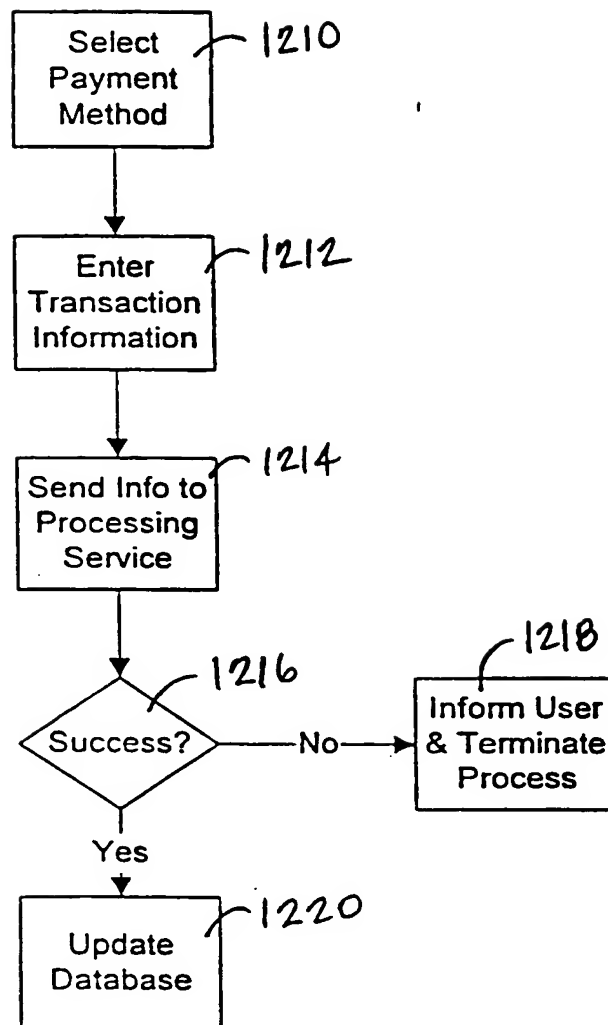 Select
Payment
Method
1210
Enter
Transaction
Information
1212
Send Info to
Processing
Service
1214
Success?
1216
No
Inform User
& Terminate
Process
1218
Yes
Update
Database
1220